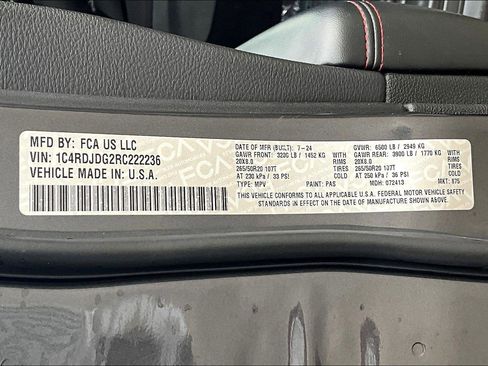 MFD BY: FCA US LLC
VIN: 1C4RDJDG2RC222236
VEHICLE MADE IN: U.S.A.
DATE OF MFR (BUILT): 7-24
GVWR: 6500 LB / 2949 KG
GAWR FRONT: 3200 LB / 1452 KG
GAWR REAR: 3900 LB / 1770 KG
20X8.0 RIMS
20X8.0 RIMS
265/50R20 107T TIRES
265/50R20 107T TIRES
AT 230 kPa / 33 PSI COLD
AT 250 kPa / 36 PSI COLD
TYPE: MPV PAINT: PAS MDH: 072413 MKT: 875
THIS VEHICLE CONFORMS TO ALL APPLICABLE U.S.A. FEDERAL MOTOR VEHICLE SAFETY
STANDARDS IN EFFECT ON THE DATE OF MANUFACTURE SHOWN ABOVE.